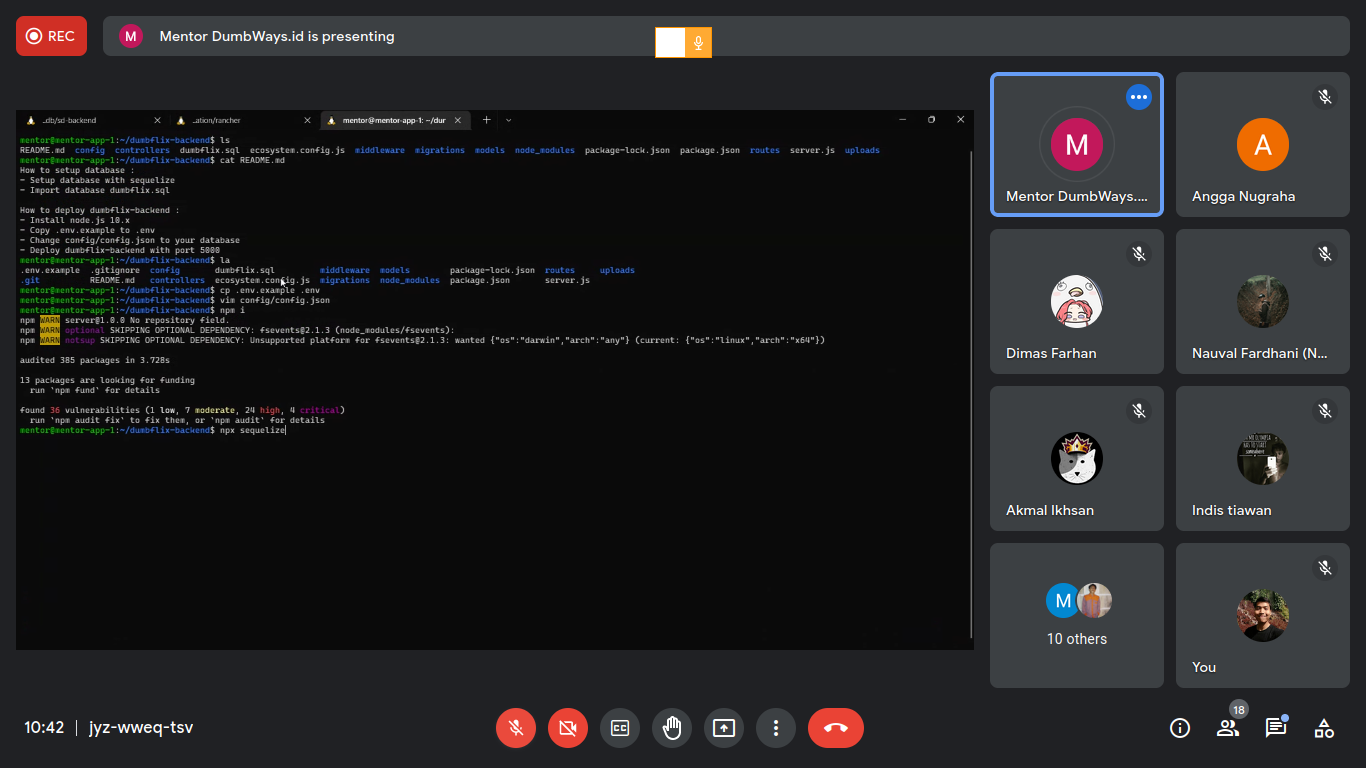 REC
M
Mentor DumbWays.id is presenting
..db/sd-backend
..ation/rancher
mentor@mentor-app-1: ~/dur
mentor@mentor-app-1:~/dumbflix-backend$ ls
README.md config controllers dumbflix.sql ecosystem.config.js middleware migrations models node_modules package-lock.json package.json routes server.js uploads
mentor@mentor-app-1:~/dumbflix-backend$ cat README.md
How to setup database :
- Setup database with sequelize
- Import database dumbflix.sql
How to deploy dumbflix-backend :
- Install node.js 10.x
- Copy .env.example to .env
- Change config/config.json to your database
- Deploy dumbflix-backend with port 5000
mentor@mentor-app-1:~/dumbflix-backend$ la
.env.example .gitignore config dumbflix.sql middleware models package-lock.json routes uploads
.git README.md controllers ecosystem.config.js migrations node_modules package.json server.js
mentor@mentor-app-1:~/dumbflix-backend$ cp .env.example .env
mentor@mentor-app-1:~/dumbflix-backend$ vim config/config.json
mentor@mentor-app-1:~/dumbflix-backend$ npm i
npm WARN server@1.0.0 No repository field.
npm WARN optional SKIPPING OPTIONAL DEPENDENCY: fsevents@2.1.3 (node_modules/fsevents):
npm WARN notsup SKIPPING OPTIONAL DEPENDENCY: Unsupported platform for fsevents@2.1.3: wanted {"os":"darwin","arch":"any"} (current: {"os":"linux","arch":"x64"})
audited 385 packages in 3.728s
13 packages are looking for funding
run `npm fund` for details
found 36 vulnerabilities (1 low, 7 moderate, 24 high, 4 critical)
run `npm audit fix` to fix them, or `npm audit` for details
mentor@mentor-app-1:~/dumbflix-backend$ npx sequelize
M
Mentor DumbWays....
A
Angga Nugraha
Dimas Farhan
Nauval Fardhani (N...
Akmal Ikhsan
Indis tiawan
M
10 others
You
10:42 | jyz-wweq-tsv
CC
18